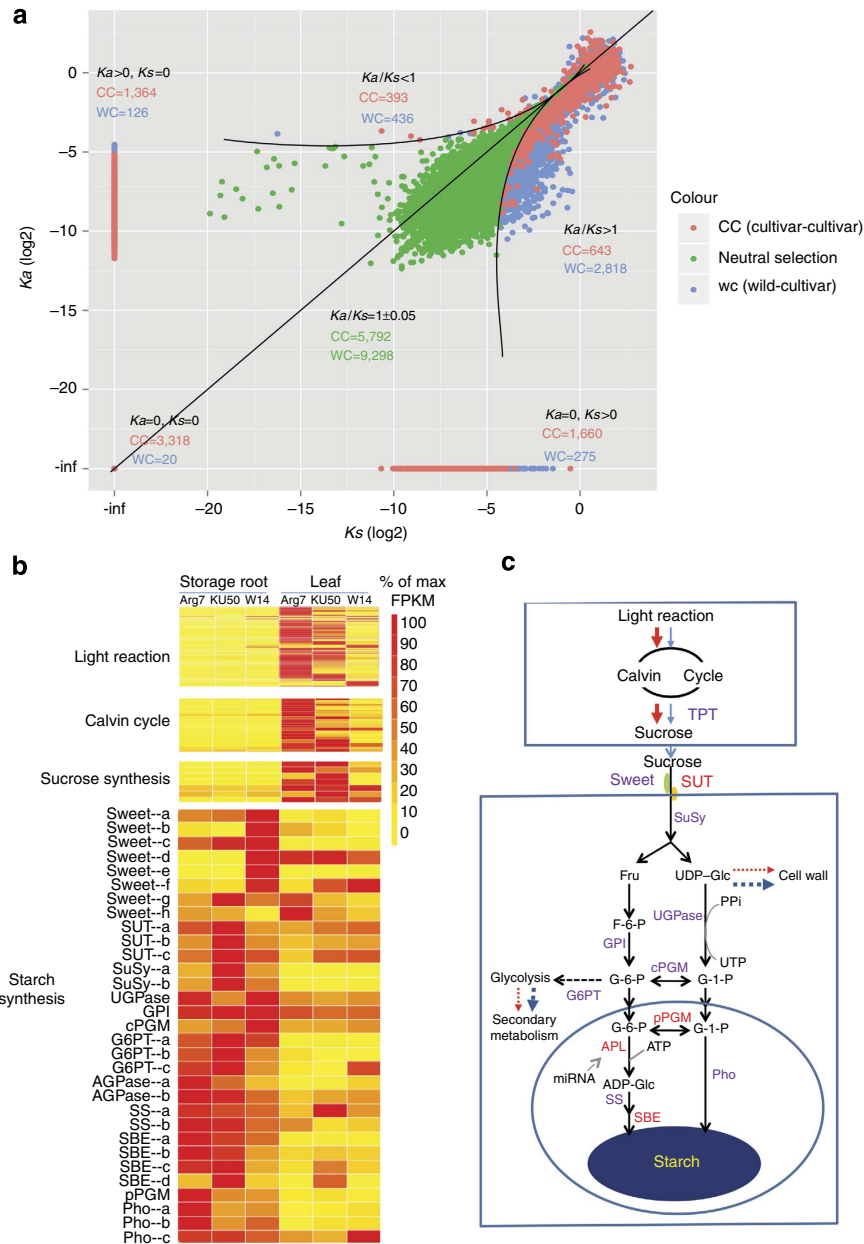 a
Ka>0, Ks=0
CC=1,364
WC=126
Ka/Ks<1
CC=393
WC=436
Ka/Ks>1
CC=643
WC=2,818
Ka/Ks=1±0.05
CC=5,792
WC=9,298
Ka=0, Ks=0
CC=3,318
WC=20
Ka=0, Ks>0
CC=1,660
WC=275
Ka (log2)
0
−5
−10
−15
−20
-inf
-inf
−20
−15
−10
−5
0
Ks (log2)
Colour
CC (cultivar-cultivar)
Neutral selection
wc (wild-cultivar)
b
Storage root
Leaf
Arg7 KU50 W14 Arg7 KU50 W14
% of max
FPKM
100
90
80
70
60
50
40
30
20
10
0
Light reaction
Calvin cycle
Sucrose synthesis
Starch
synthesis
Sweet--a
Sweet--b
Sweet--c
Sweet--d
Sweet--e
Sweet--f
Sweet--g
Sweet--h
SUT--a
SUT--b
SUT--c
SuSy--a
SuSy--b
UGPase
GPI
cPGM
G6PT--a
G6PT--b
G6PT--c
AGPase--a
AGPase--b
SS--a
SS--b
SBE--a
SBE--b
SBE--c
SBE--d
pPGM
Pho--a
Pho--b
Pho--c
c
Light reaction
Calvin Cycle
TPT
Sucrose
Sucrose
Sweet
SUT
SuSy
Fru
UDP–Glc
Cell wall
PPi
UGPase
F-6-P
GPI
UTP
Glycolysis
G6PT
G-6-P
cPGM
G-1-P
Secondary
metabolism
G-6-P
pPGM
G-1-P
APL
ATP
miRNA
ADP-Glc
SS
Pho
SBE
Starch